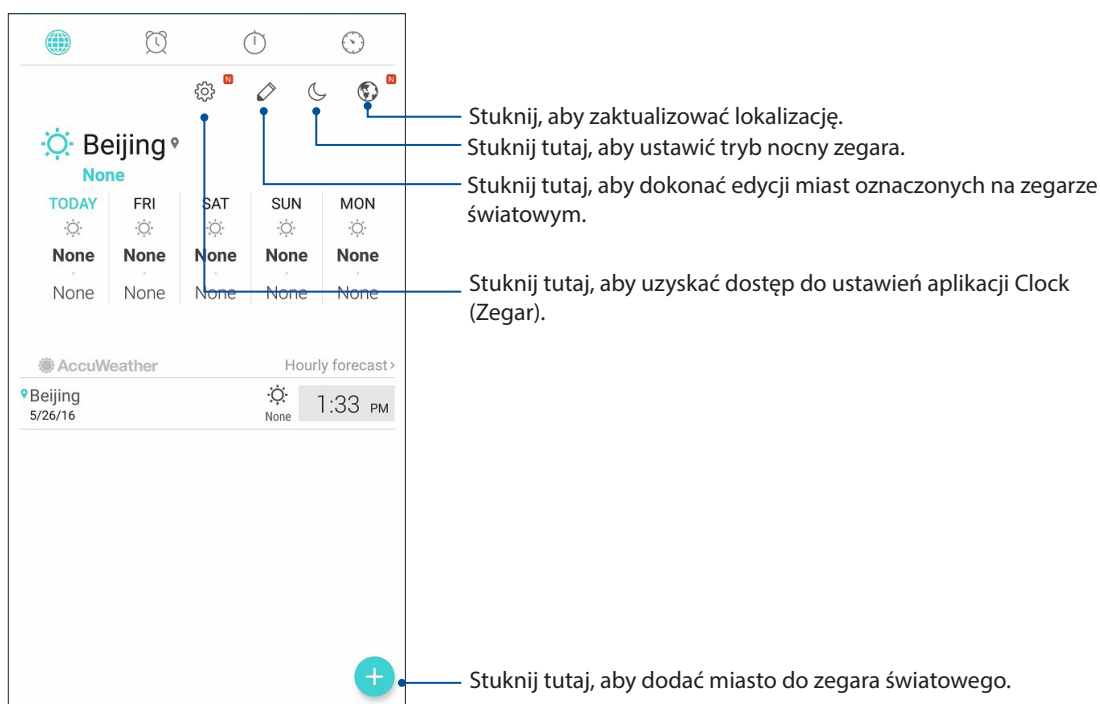 N
N
Stuknij, aby zaktualizować lokalizację.
Stuknij tutaj, aby ustawić tryb nocny zegara.
Stuknij tutaj, aby dokonać edycji miast oznaczonych na zegarze
światowym.
Stuknij tutaj, aby uzyskać dostęp do ustawień aplikacji Clock
(Zegar).
Beijing
None
TODAY FRI SAT SUN MON
None None None None None
None None None None None
AccuWeather Hourly forecast>
Beijing
5/26/16
None
1:33 PM
Stuknij tutaj, aby dodać miasto do zegara światowego.